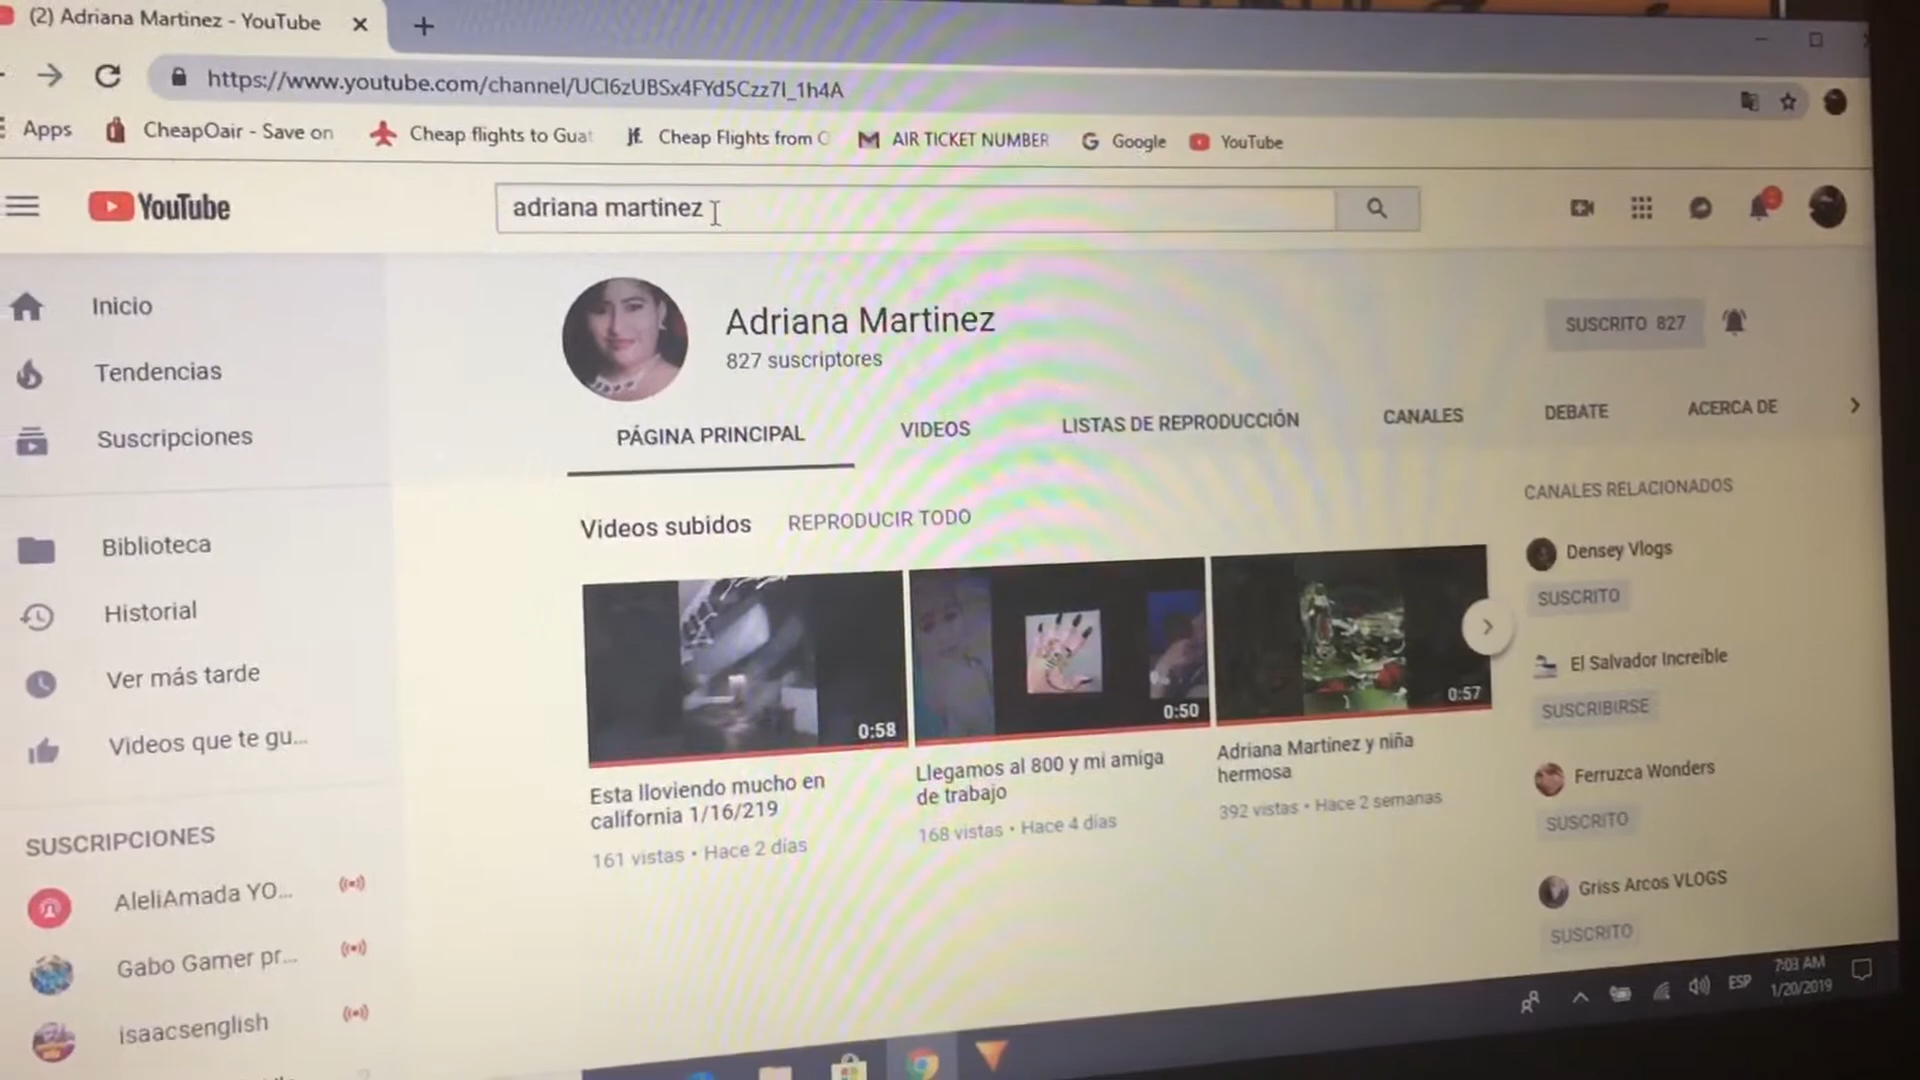 (2) Adriana Martinez - YouTube
https://www.youtube.com/channel/UCI6zUBSx4FYd5Czz7I_1h4A
Apps CheapOair - Save on Cheap flights to Guat Cheap Flights from AIR TICKET NUMBER Google YouTube
YouTube
adriana martinez
Inicio
Tendencias
Suscripciones
Biblioteca
Historial
Ver más tarde
Videos que te gu...
SUSCRIPCIONES
AleliAmada YO...
Gabo Gamer pr...
isaacsenglish
Adriana Martinez
827 suscriptores
SUSCRITO 827
PÁGINA PRINCIPAL VIDEOS LISTAS DE REPRODUCCIÓN CANALES DEBATE ACERCA DE
Videos subidos REPRODUCIR TODO
0:58
Esta lloviendo mucho en
california 1/16/219
161 vistas • Hace 2 días
0:50
Llegamos al 800 y mi amiga
de trabajo
168 vistas • Hace 4 días
0:57
Adriana Martinez y niña
hermosa
392 vistas • Hace 2 semanas
CANALES RELACIONADOS
Densey Vlogs
SUSCRITO
El Salvador Increíble
SUSCRIBIRSE
Ferruzca Wonders
SUSCRITO
Griss Arcos VLOGS
SUSCRITO
ESP
7:03 AM
1/20/2019